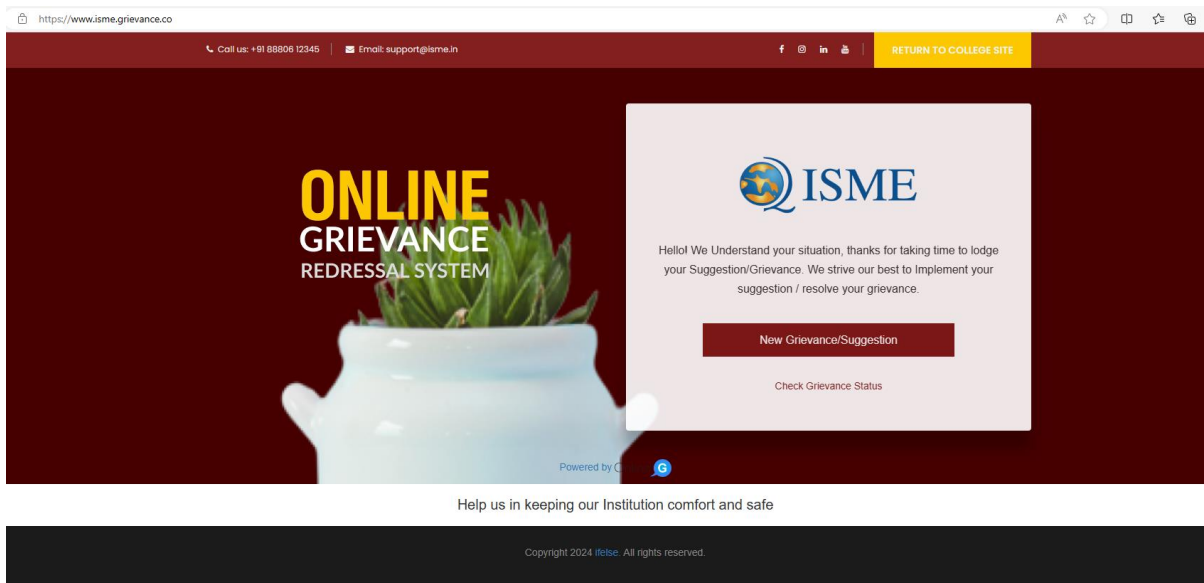 https://www.isme.grievance.co
Call us: +91 88806 12345 | Email: support@isme.in
RETURN TO COLLEGE SITE
ONLINE
GRIEVANCE
REDRESSAL SYSTEM
ISME
Hello! We Understand your situation, thanks for taking time to lodge
your Suggestion/Grievance. We strive our best to Implement your
suggestion / resolve your grievance.
New Grievance/Suggestion
Check Grievance Status
Powered by
G
Help us in keeping our Institution comfort and safe
Copyright 2024 ifelse. All rights reserved.